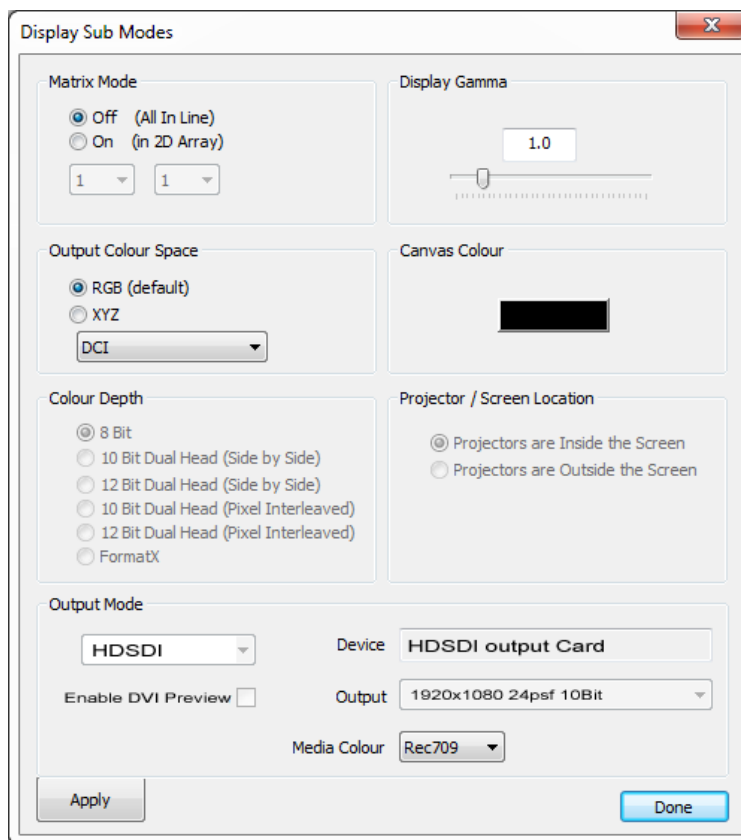 Display Sub Modes
Matrix Mode
Off (All In Line)
On (in 2D Array)
1 1
Display Gamma
1.0
Output Colour Space
RGB (default)
XYZ
DCI
Canvas Colour
Colour Depth
8 Bit
10 Bit Dual Head (Side by Side)
12 Bit Dual Head (Side by Side)
10 Bit Dual Head (Pixel Interleaved)
12 Bit Dual Head (Pixel Interleaved)
FormatX
Projector / Screen Location
Projectors are Inside the Screen
Projectors are Outside the Screen
Output Mode
HDSDI
Device HDSDI output Card
Enable DVI Preview
Output 1920x1080 24psf 10Bit
Media Colour Rec709
Apply
Done